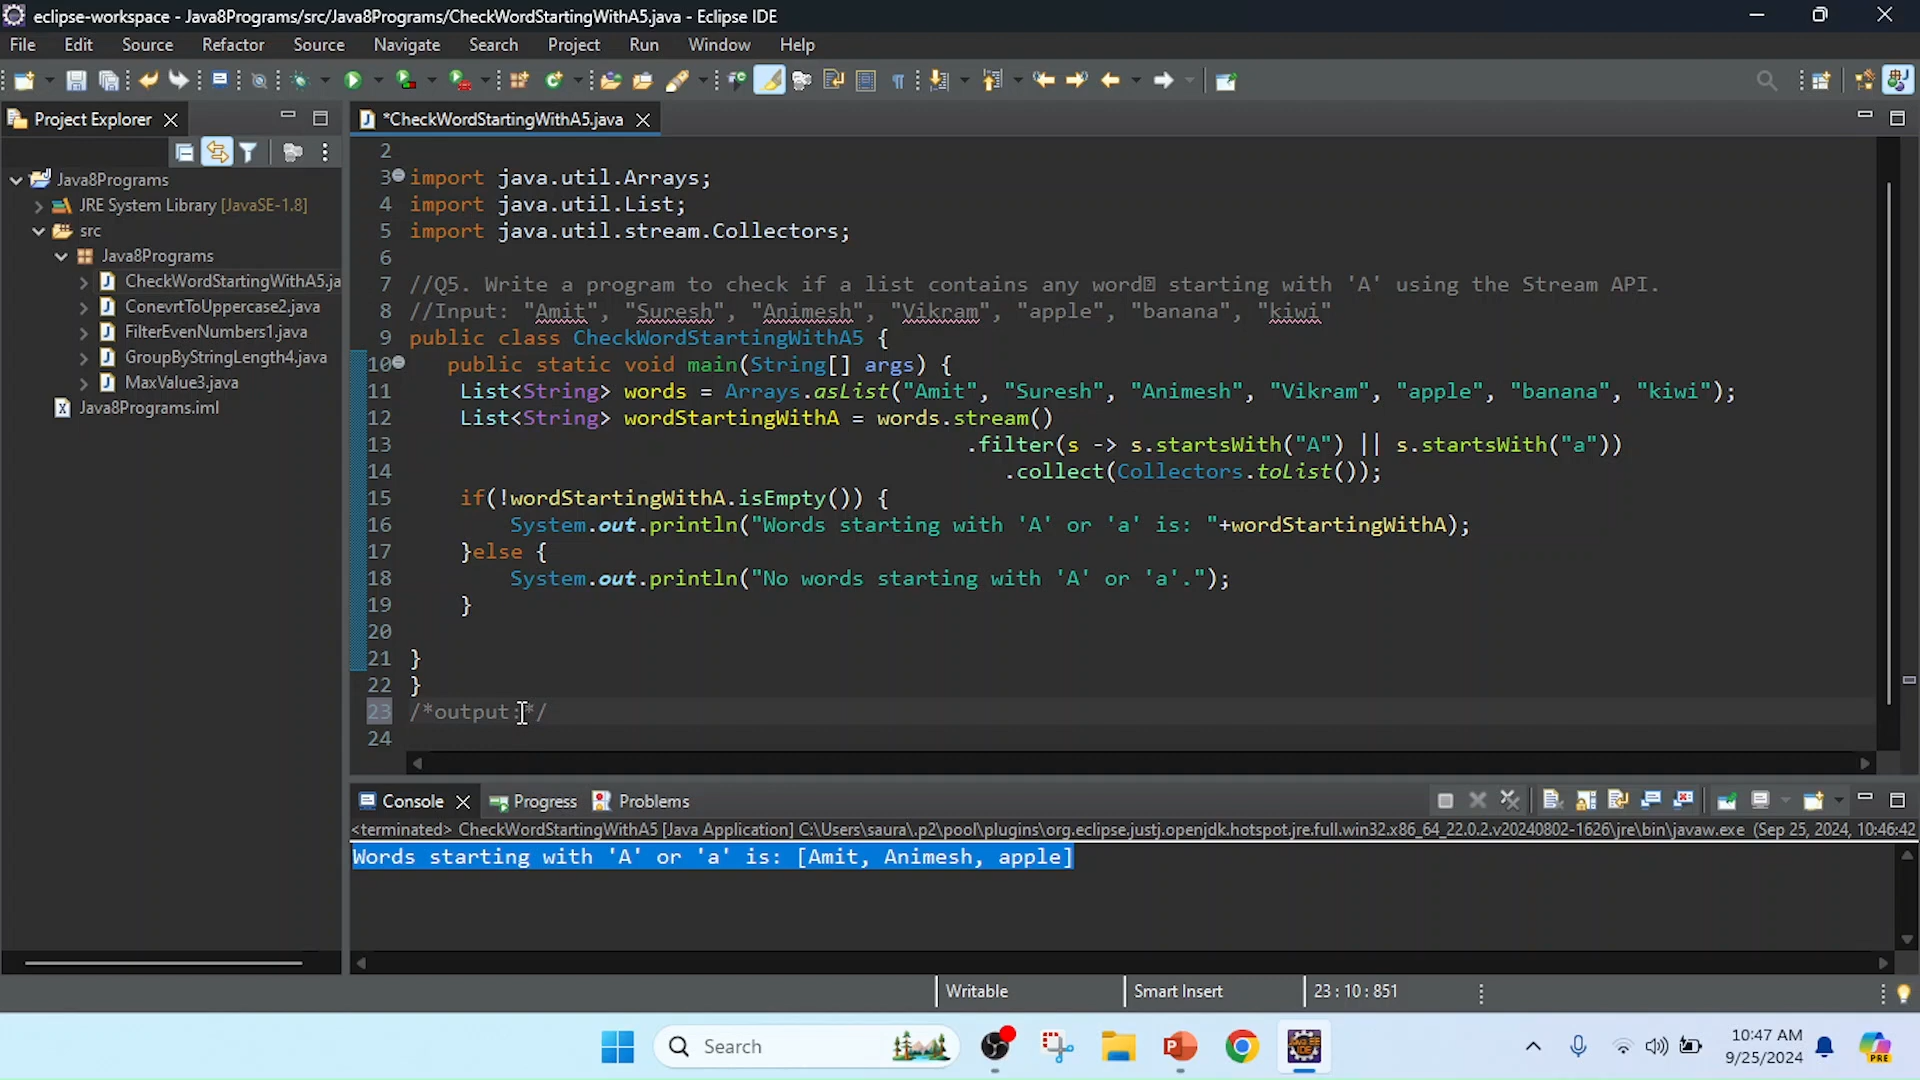 eclipse-workspace - Java8Programs/src/Java8Programs/CheckWordStartingWithA5.java - Eclipse IDE
File Edit Source Refactor Source Navigate Search Project Run Window Help
Project Explorer
*CheckWordStartingWithA5.java
Java8Programs
JRE System Library [JavaSE-1.8]
src
Java8Programs
CheckWordStartingWithA5.ja
ConevrtToUppercase2.java
FilterEvenNumbers1.java
GroupByStringLength4.java
MaxValue3.java
Java8Programs.iml
2
3 import java.util.Arrays;
4 import java.util.List;
5 import java.util.stream.Collectors;
6
7 //Q5. Write a program to check if a list contains any word starting with 'A' using the Stream API.
8 //Input: "Amit", "Suresh", "Animesh", "Vikram", "apple", "banana", "kiwi"
9 public class CheckWordStartingWithA5 {
10 public static void main(String[] args) {
11 List<String> words = Arrays.asList("Amit", "Suresh", "Animesh", "Vikram", "apple", "banana", "kiwi");
12 List<String> wordStartingWithA = words.stream()
13 .filter(s -> s.startsWith("A") || s.startsWith("a"))
14 .collect(Collectors.toList());
15 if(!wordStartingWithA.isEmpty()) {
16 System.out.println("Words starting with 'A' or 'a' is: "+wordStartingWithA);
17 }else {
18 System.out.println("No words starting with 'A' or 'a'.");
19 }
20
21 }
22 }
23 /*output:*/
24
Console Progress Problems
<terminated> CheckWordStartingWithA5 [Java Application] C:\Users\saura\.p2\pool\plugins\org.eclipse.justj.openjdk.hotspot.jre.full.win32.x86_64_22.0.2.v20240802-1626\jre\bin\javaw.exe (Sep 25, 2024, 10:46:42
Words starting with 'A' or 'a' is: [Amit, Animesh, apple]
Writable Smart Insert 23 : 10 : 851
Search
10:47 AM
9/25/2024
PRE